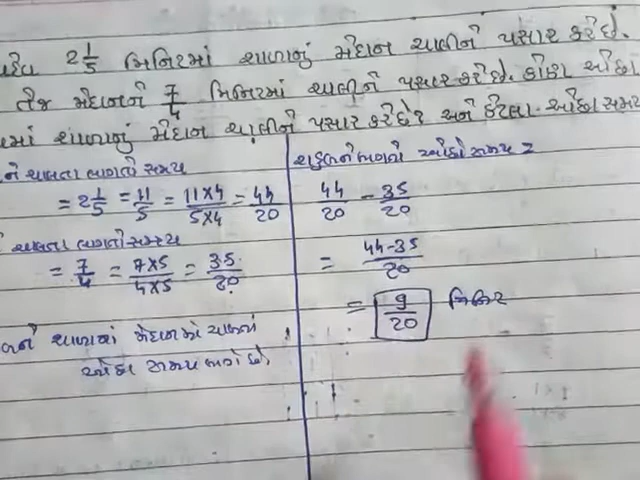 2 1/5 મિનિટમાં શાળાનું મેદાન ચાલીને પસાર કરે છે.
તેજ મેદાનને 7/4 મિનિટમાં ચાલીને પસાર કરે છે. કોણ ઓછા
માં શાળાનું મેદાન ચાલીને પસાર કરે છે? અને કેટલા ઓછા સમય
ને ચાલતા લાગતો સમય
= 2 1/5 = 11/5 = 11×4/5×4 = 44/20
ચાલતા લાગતો સમય
= 7/4 = 7×5/4×5 = 35/20
ને શાળાનાં મેદાનમાં ચાલતાં
ઓછા સમય લાગે છે.
લાગતો ઓછો સમય =
44/20 - 35/20
= 44-35/20
= 9/20 મિનિટ